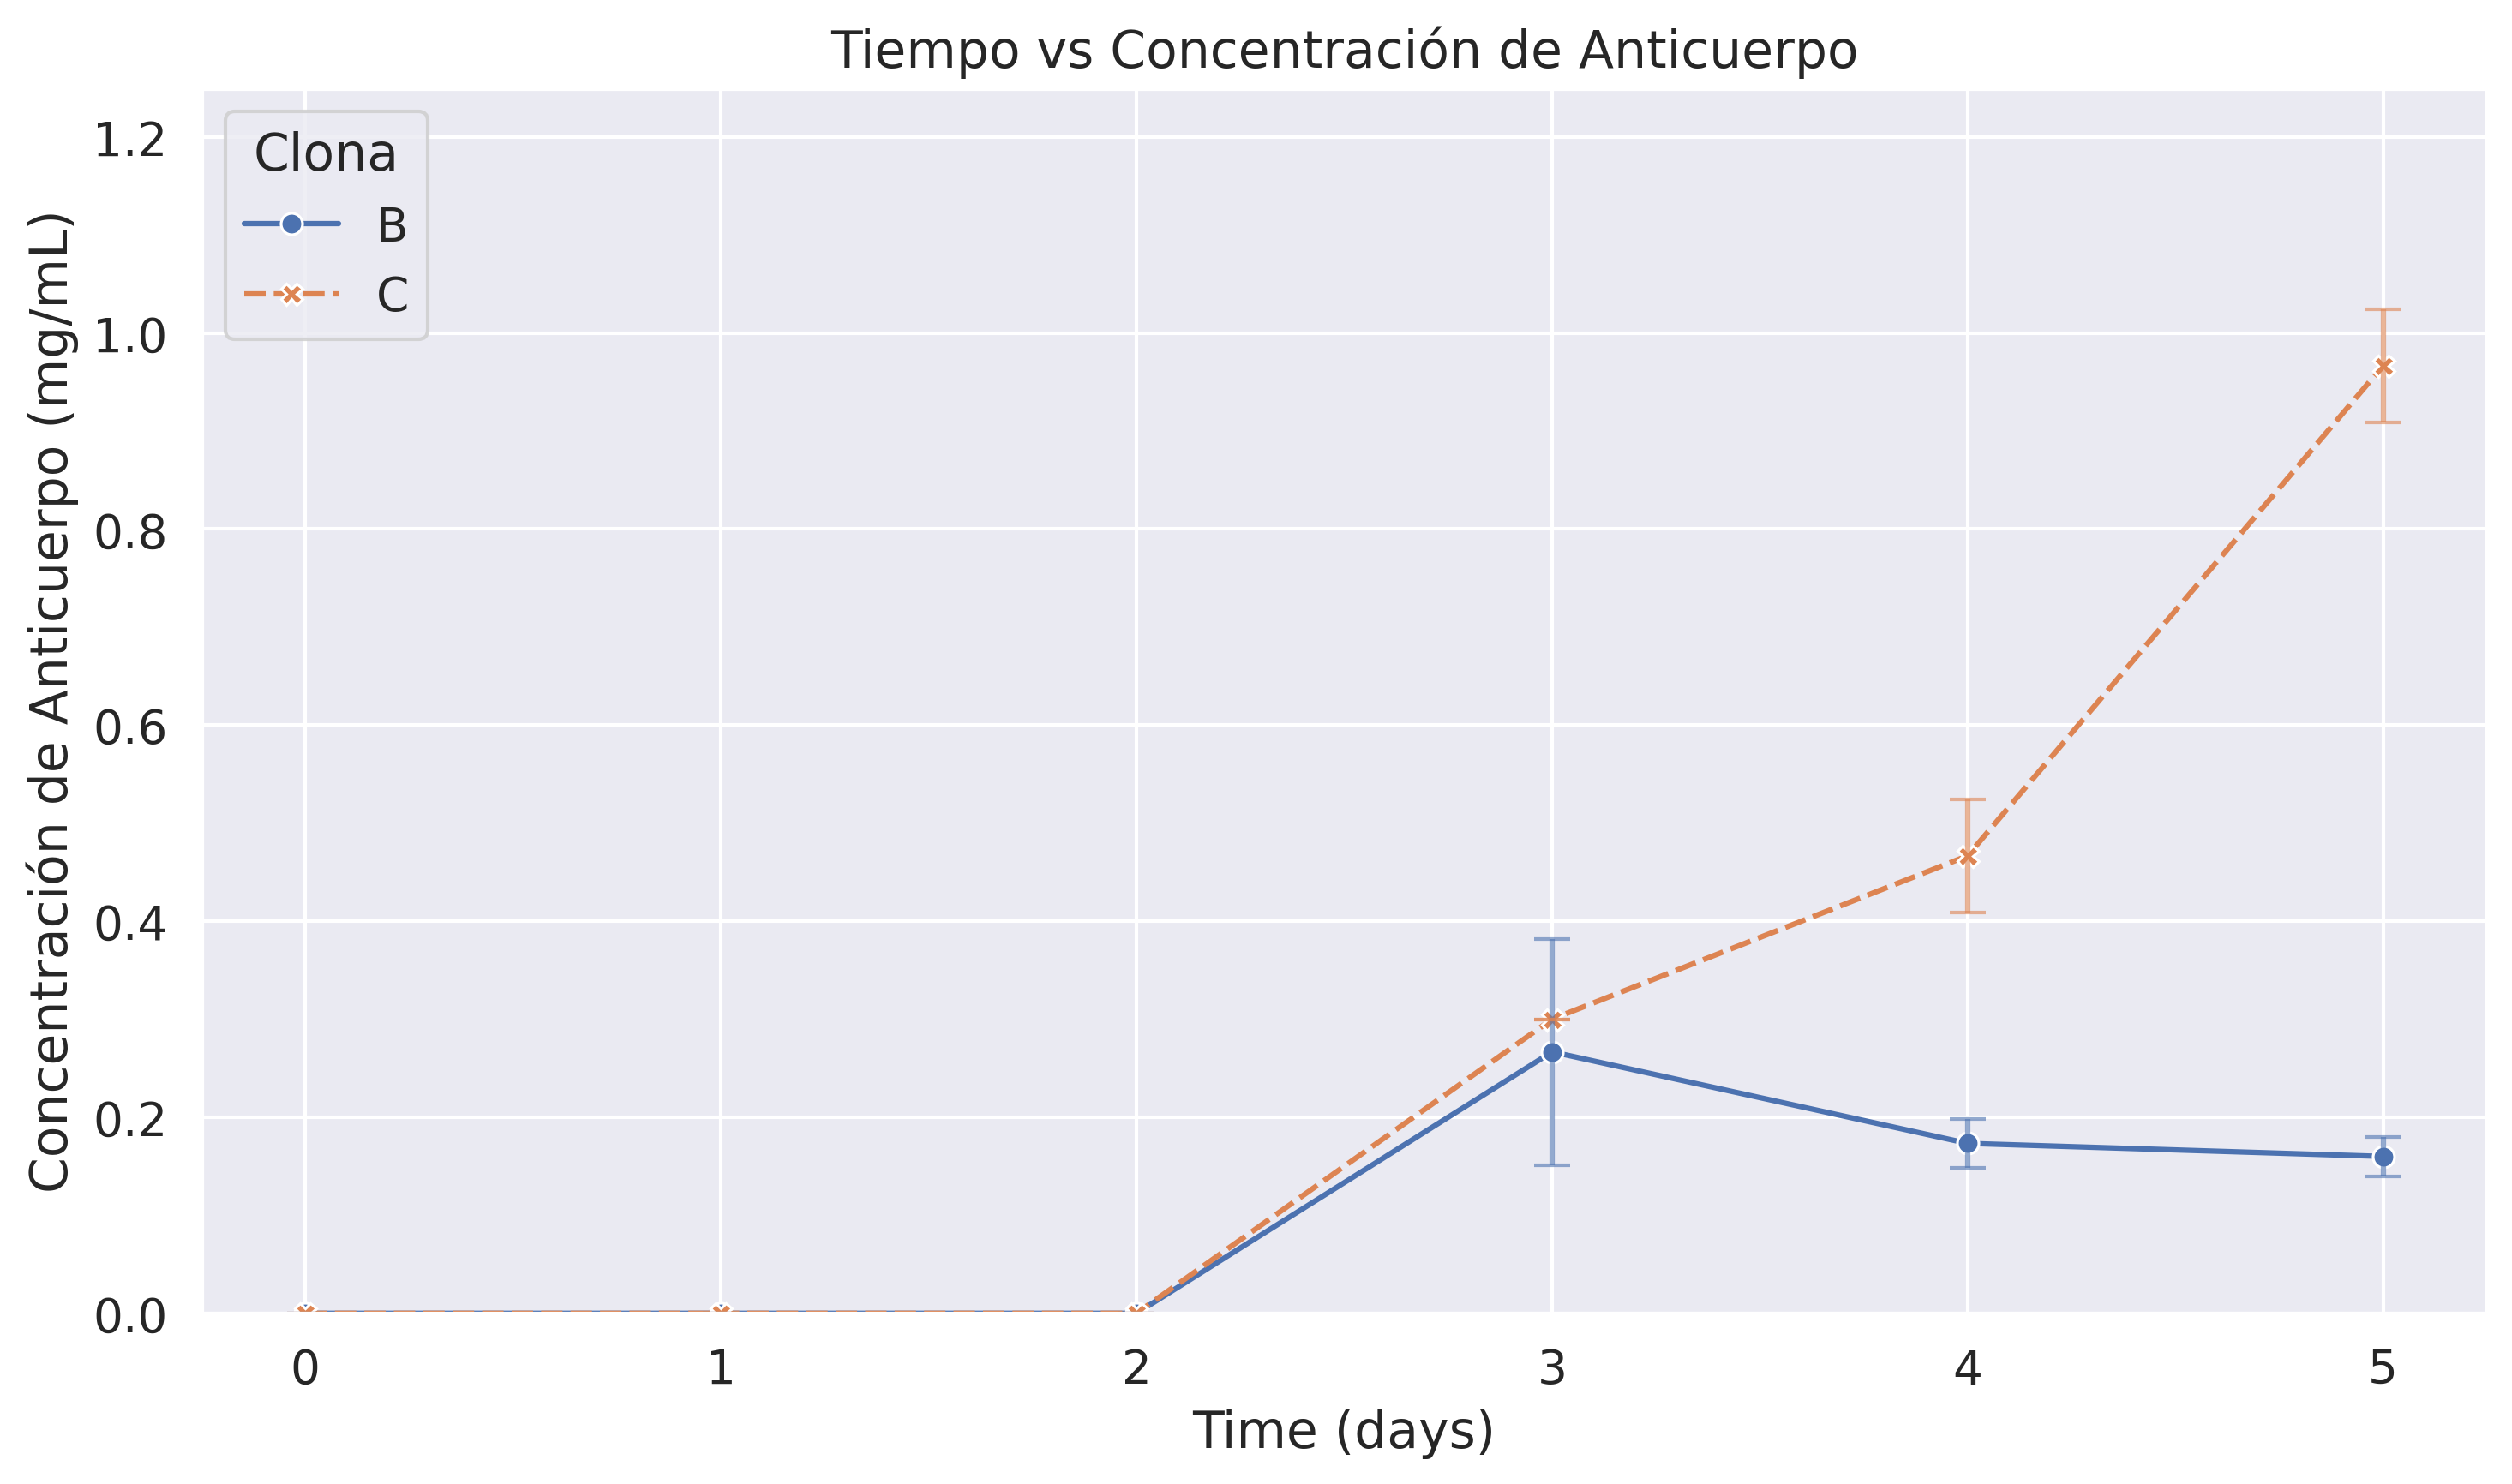 Tiempo vs Concentración de Anticuerpo
Concentración de Anticuerpo (mg/mL)
1.2
1.0
0.8
0.6
0.4
0.2
0.0
Clona
B
C
0 1 2 3 4 5
Time (days)